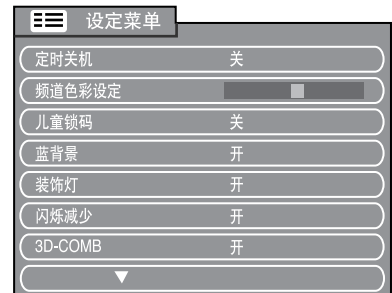 设定菜单
定时关机 关
频道色彩设定
儿童锁码 关
蓝背景 开
装饰灯 开
闪烁减少 开
3D-COMB 开